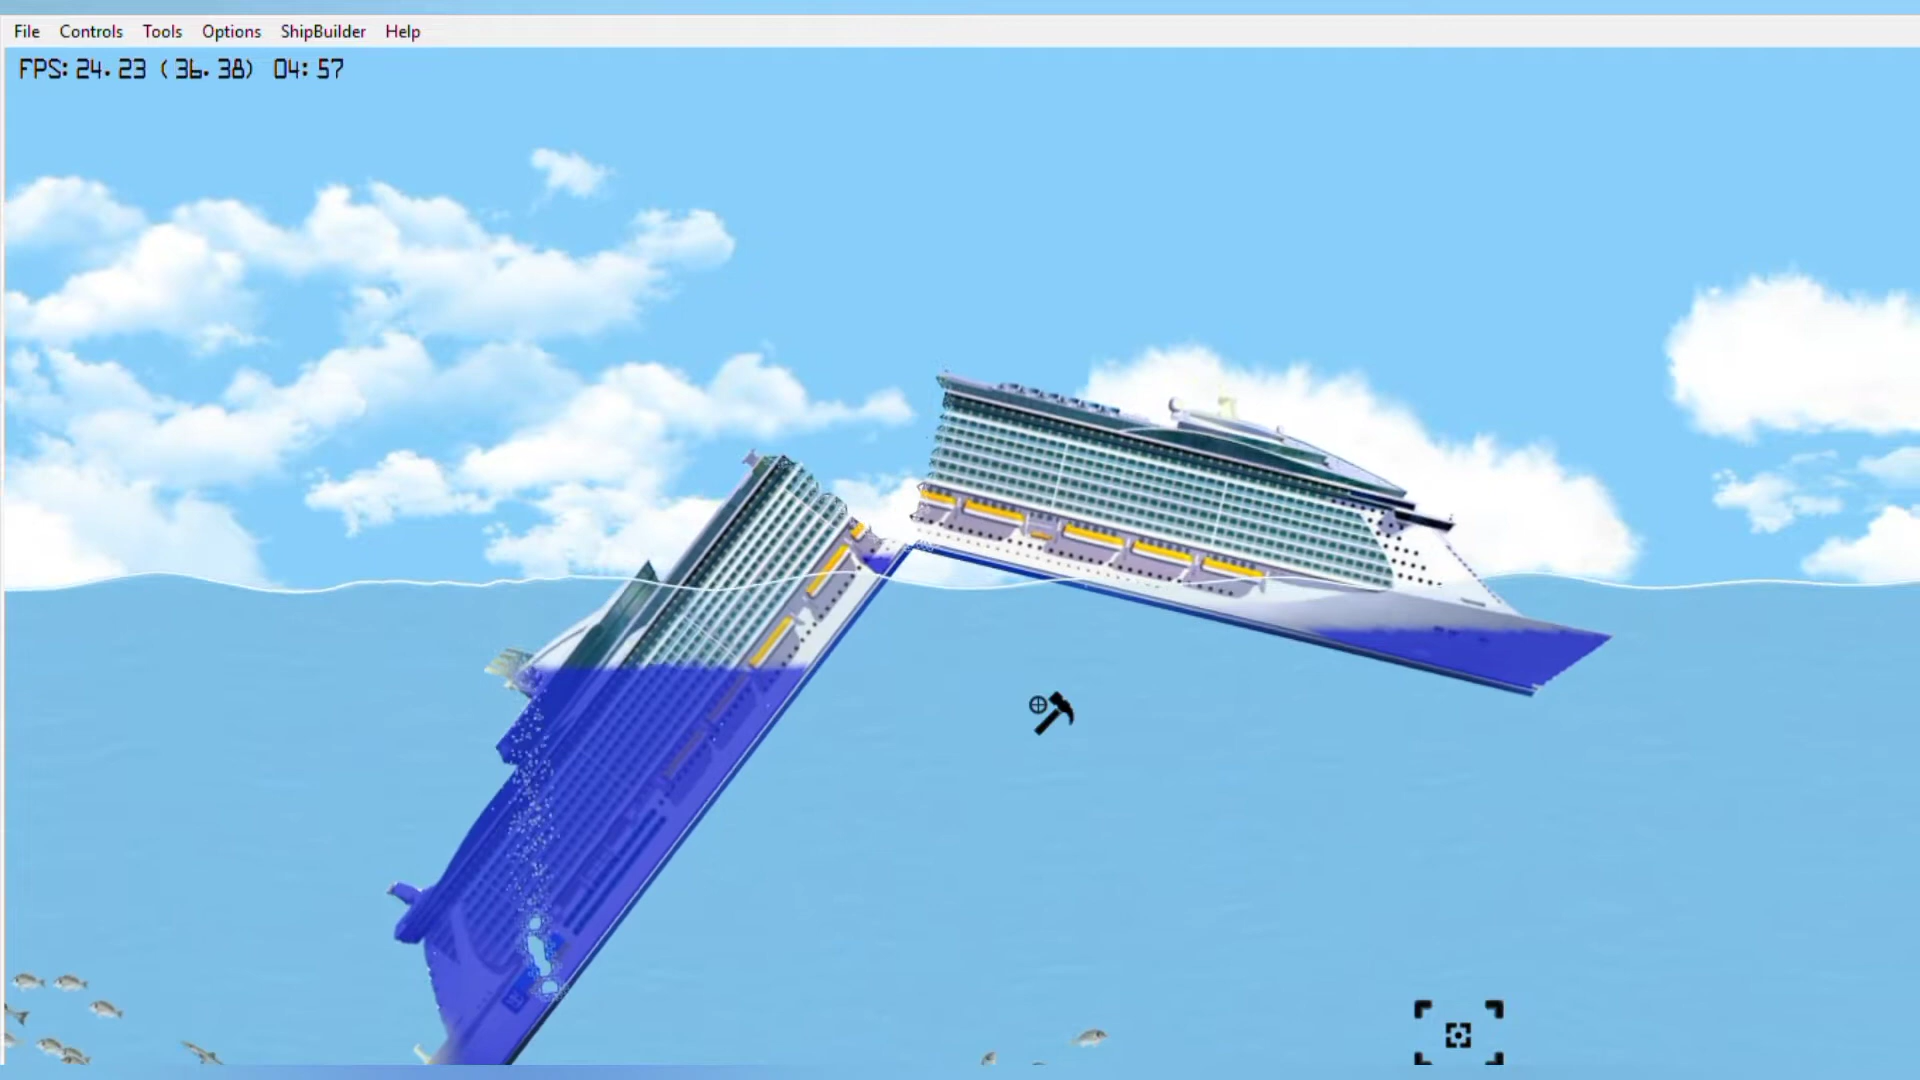 File Controls Tools Options ShipBuilder Help
FPS: 24.23 (36.38) 04:57